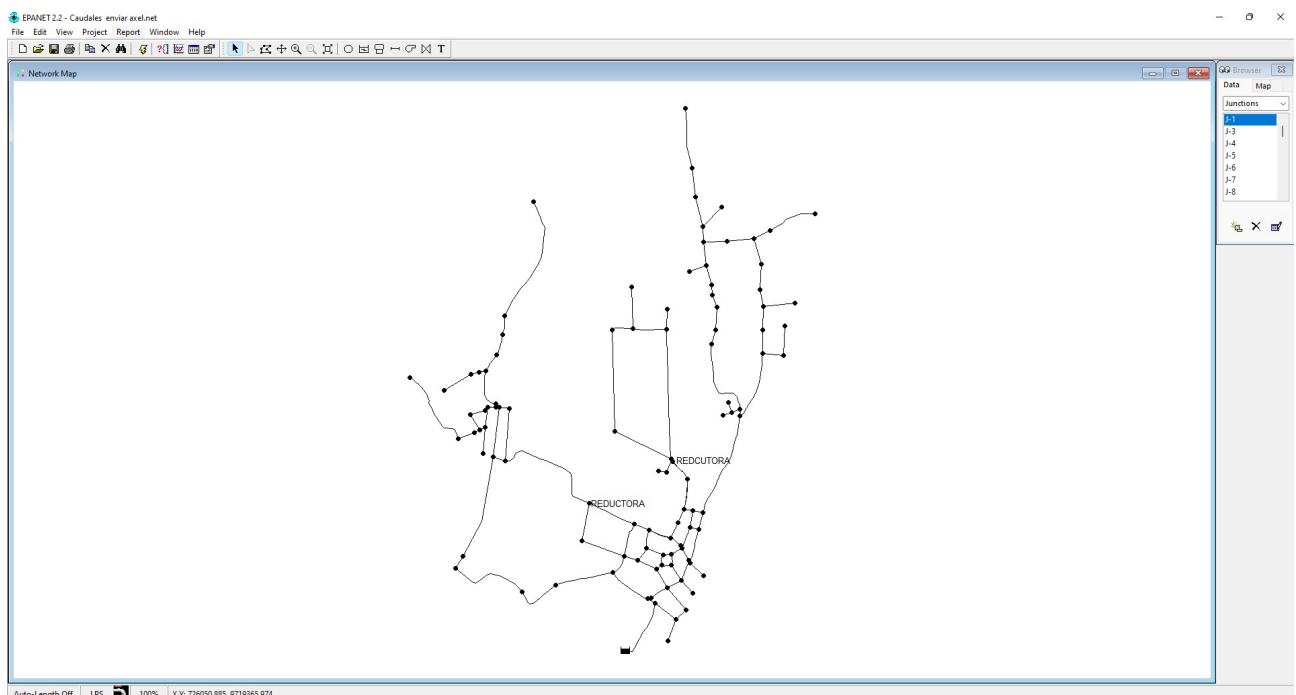 EPANET 2.2 - Caudales enviar axel.net
File Edit View Project Report Window Help
T
Network Map
Browser
Data Map
Junctions
J-1
J-3
J-4
J-5
J-6
J-7
J-8
REDCUTORA
REDUCTORA
Auto-Length Off LPS 100% X,Y: 726050.885, 9719365.974